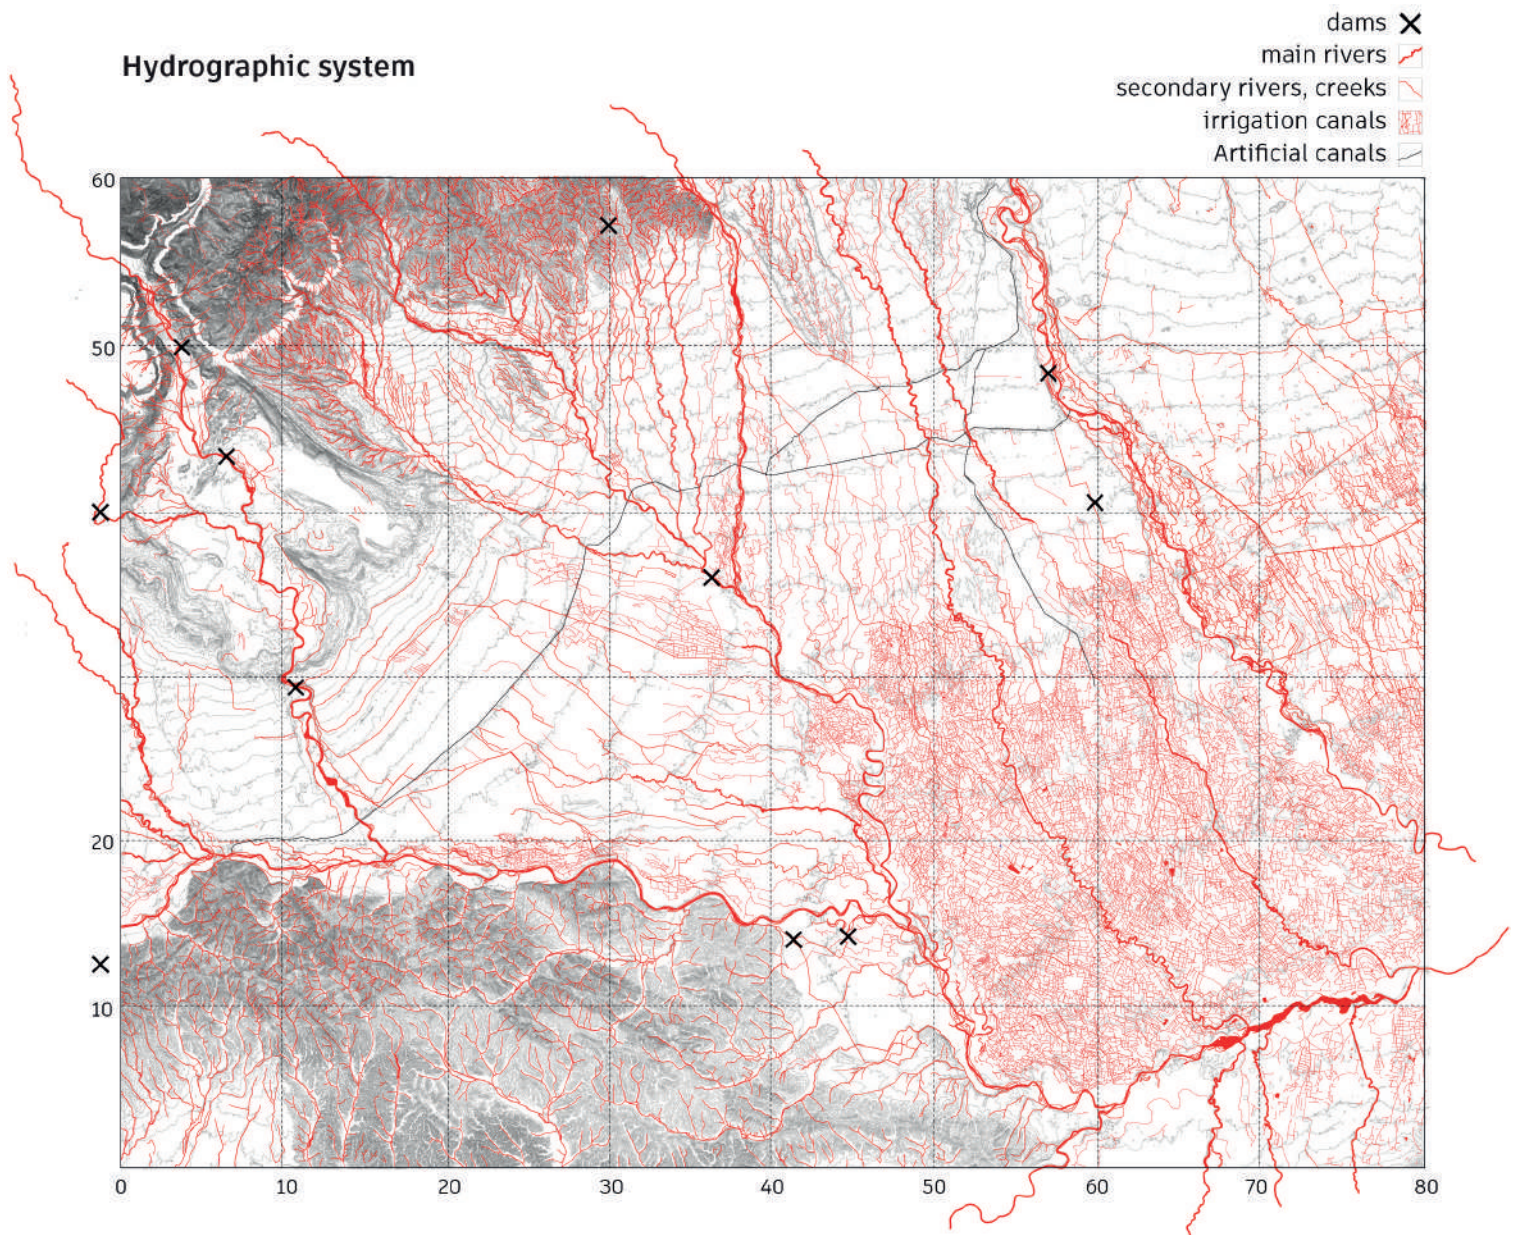 dams
main rivers
Hydrographic system
secondary rivers, creeks
irrigation canals
Artificial canals
60
50
20
10
0 10 20 30 40 50 60 70 80